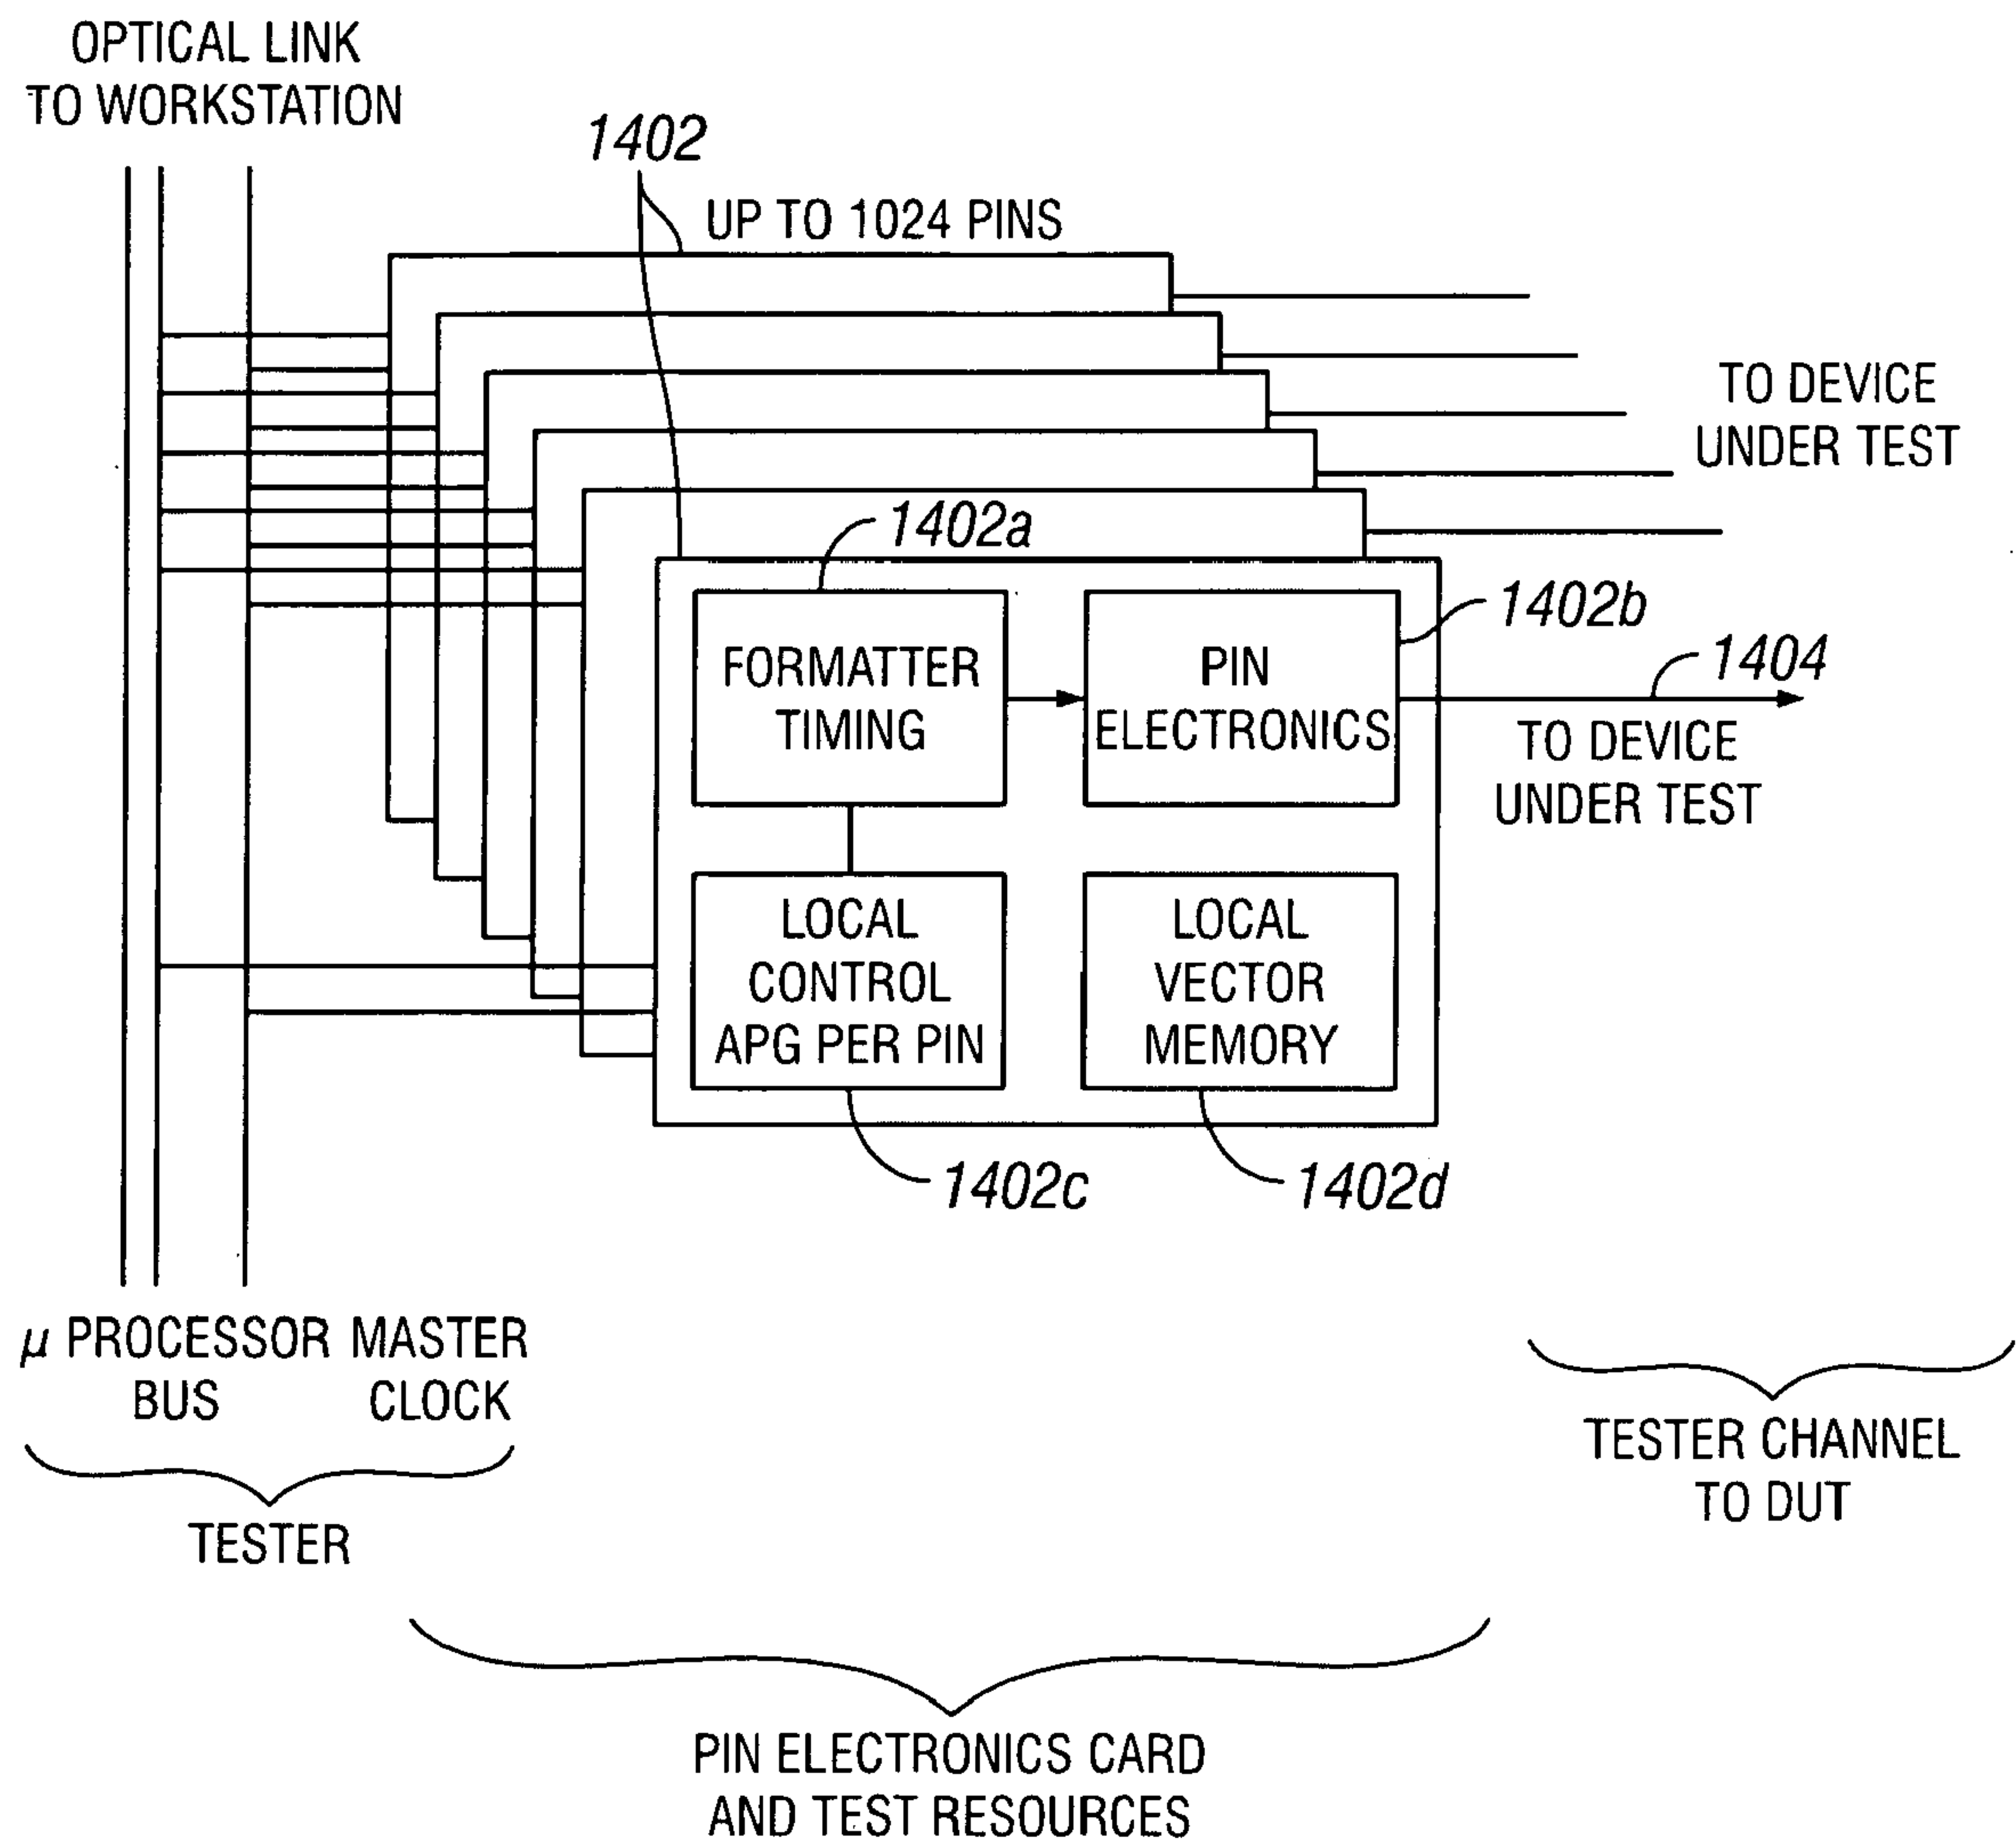 OPTICAL LINK
TO WORKSTATION
1402
UP TO 1024 PINS
TO DEVICE
UNDER TEST
1402a
1402b
FORMATTER
TIMING
PIN
ELECTRONICS
1404
TO DEVICE
UNDER TEST
LOCAL
CONTROL
APG PER PIN
LOCAL
VECTOR
MEMORY
1402c
1402d
μ PROCESSOR
BUS
MASTER
CLOCK
TESTER
TESTER CHANNEL
TO DUT
PIN ELECTRONICS CARD
AND TEST RESOURCES